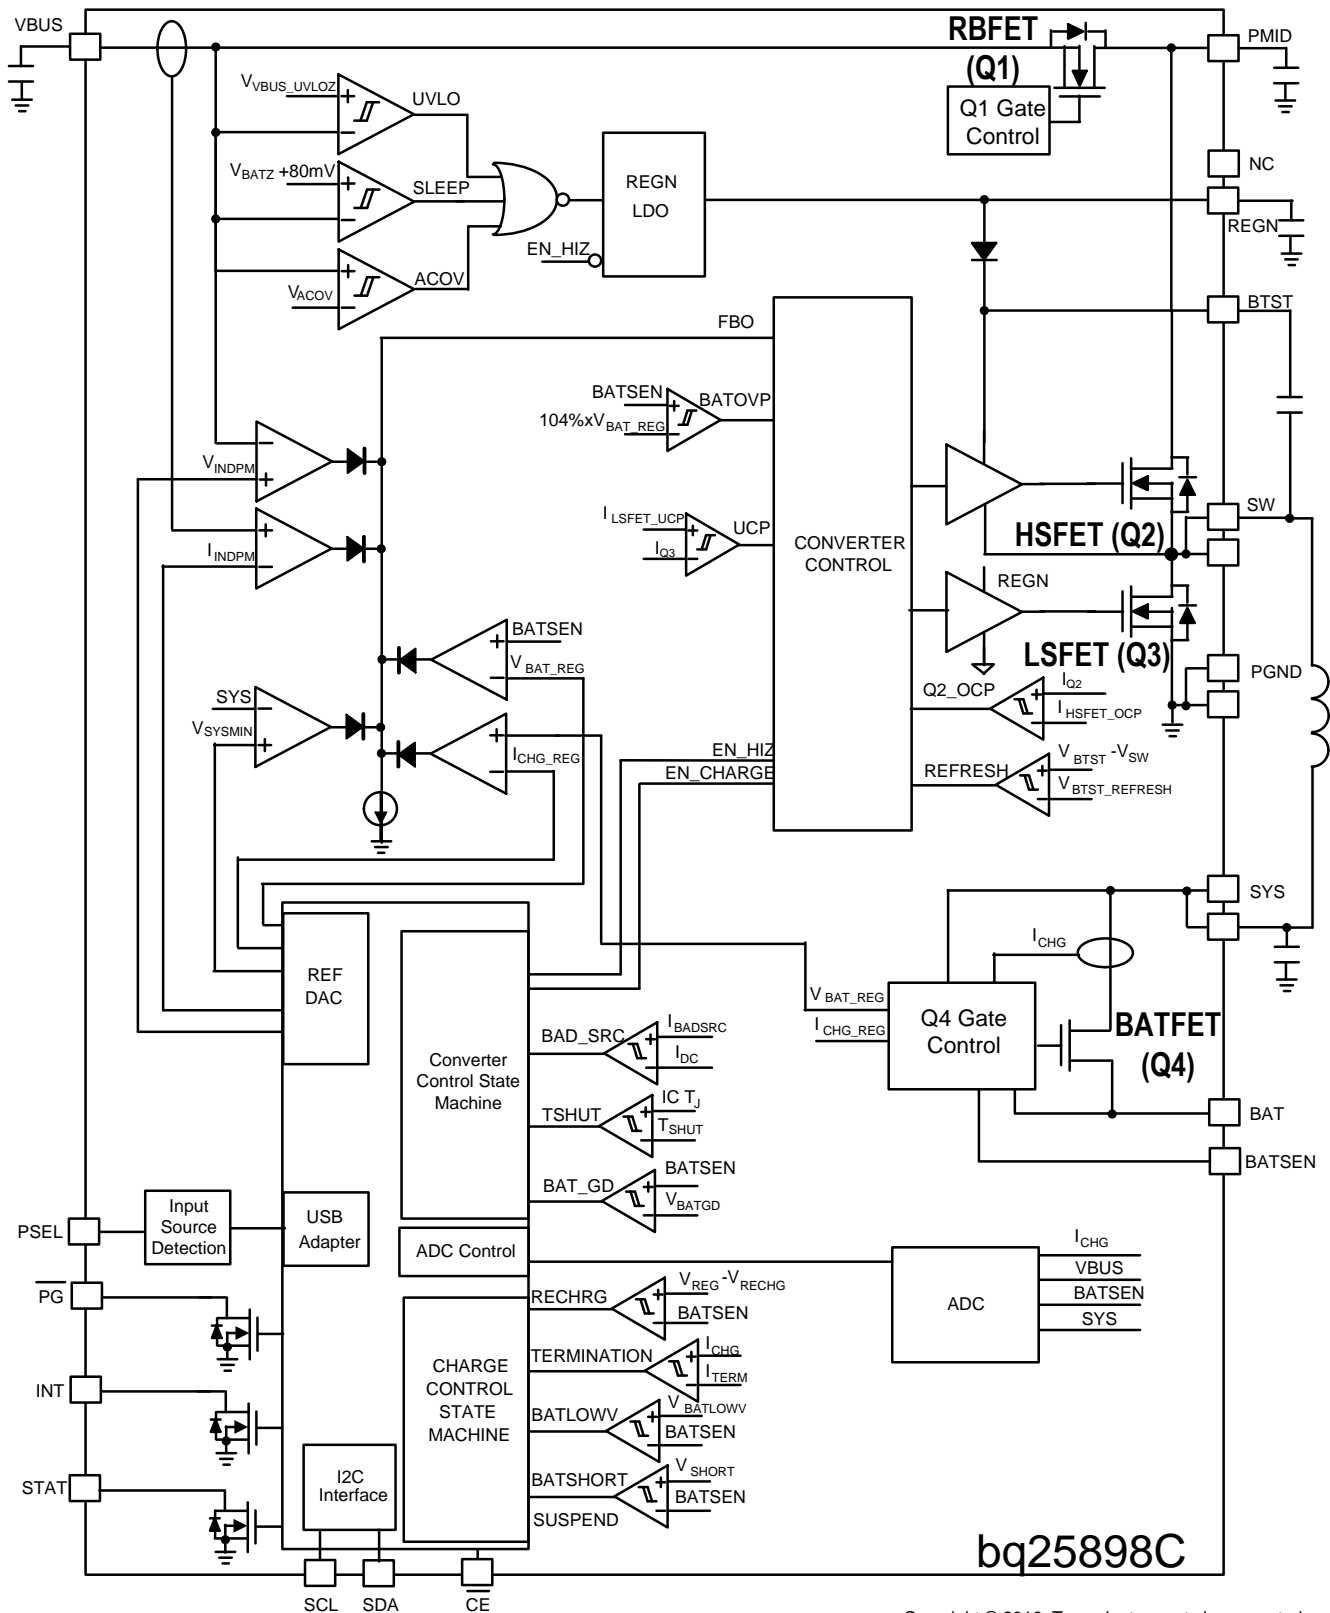 VBUS
RBFET
(Q1)
PMID
Q1 Gate
Control
V_VBUS_UVLOZ
UVLO
NC
V_BATZ +80mV
SLEEP
REGN
LDO
REGN
EN_HIZ
ACOV
V_ACOV
BTST
FBO
BATSEN
BATOVP
104%xV_BAT_REG
V_INDPM
I_LSFET_UCP
UCP
I_Q3
CONVERTER
CONTROL
SW
HSFET (Q2)
I_INDPM
REGN
BATSEN
V_BAT_REG
LSFET (Q3)
PGND
I_Q2
Q2_OCP
I_HSFET_OCP
SYS
V_SYSMIN
I_CHG_REG
EN_HIZ
EN_CHARGE
REFRESH
V_BTST -V_SW
V_BTST_REFRESH
SYS
I_CHG
REF
DAC
V_BAT_REG
I_CHG_REG
Q4 Gate
Control
BATFET
(Q4)
Converter
Control State
Machine
BAD_SRC
I_BADSRC
I_DC
TSHUT
IC T_J
T_SHUT
BAT
BATSEN
BAT_GD
BATSEN
V_BATGD
PSEL
Input
Source
Detection
USB
Adapter
ADC Control
I_CHG
VBUS
BATSEN
SYS
ADC
PG
RECHRG
V_REG -V_RECHG
BATSEN
CHARGE
CONTROL
STATE
MACHINE
TERMINATION
I_CHG
I_TERM
INT
BATLOWV
V_BATLOWV
BATSEN
STAT
I2C
Interface
BATSHORT
V_SHORT
BATSEN
SUSPEND
bq25898C
SCL
SDA
CE